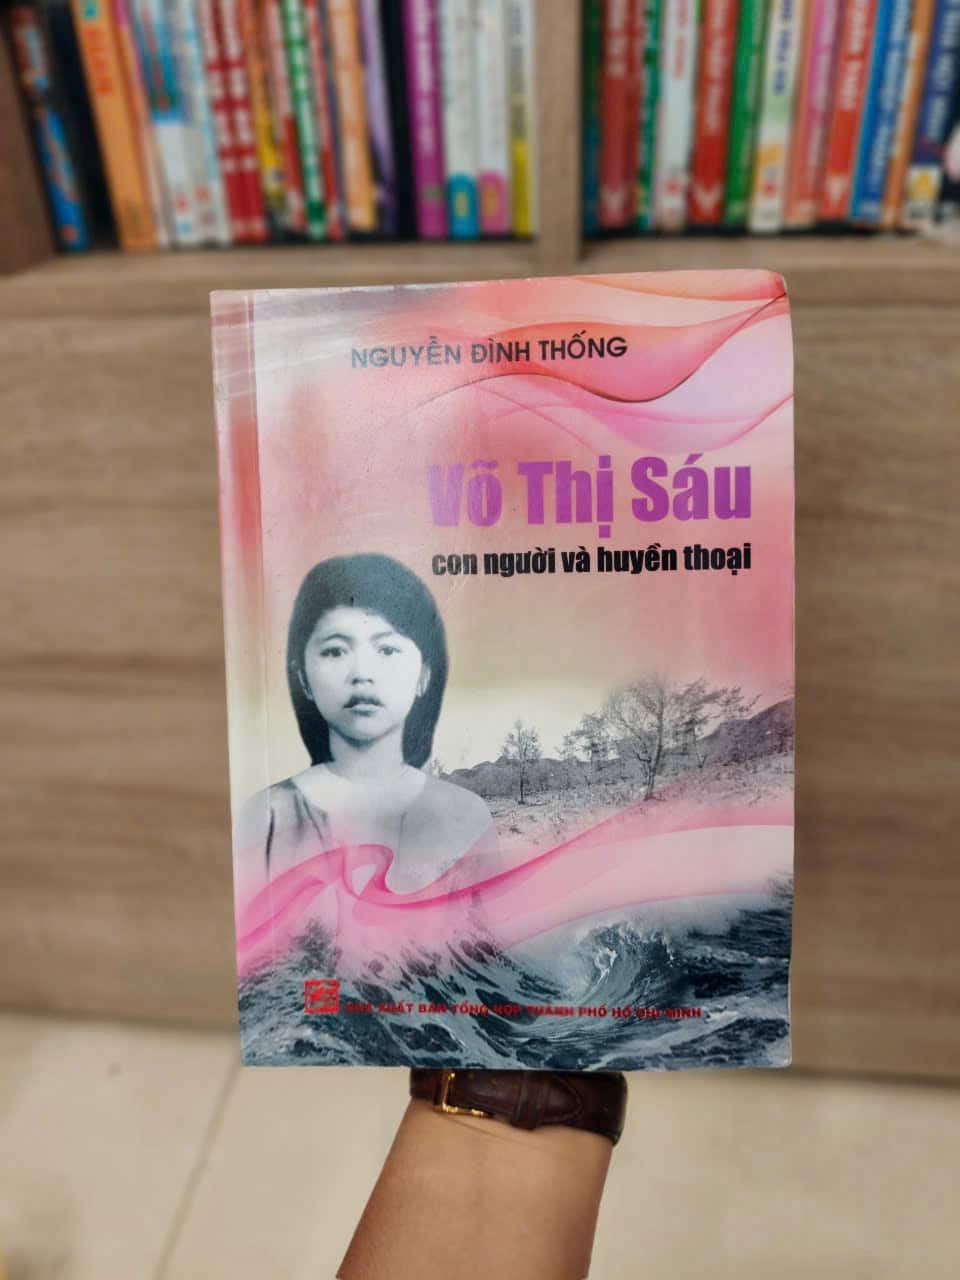 NGUYỄN ĐÌNH THỐNG
Võ Thị Sáu
con người và huyền thoại
NHÀ XUẤT BẢN TỔNG HỢP THÀNH PHỐ HỒ CHÍ MINH